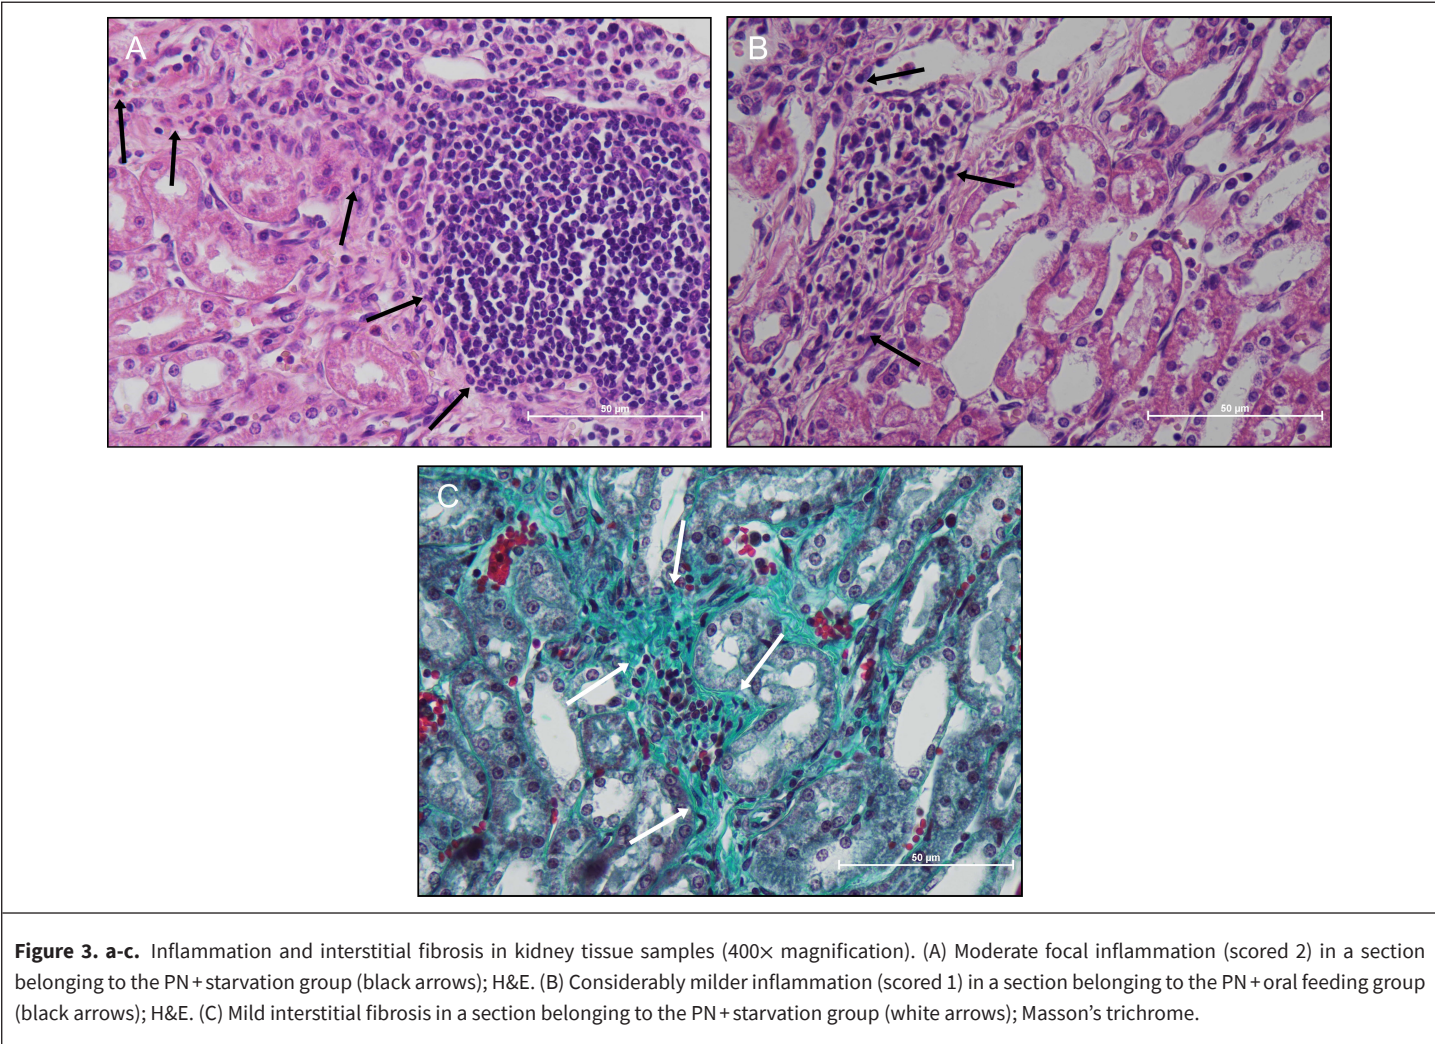 A
B
50 µm
50 µm
C
50 µm
Figure 3. a-c. Inflammation and interstitial fibrosis in kidney tissue samples (400× magnification). (A) Moderate focal inflammation (scored 2) in a section
belonging to the PN + starvation group (black arrows); H&E. (B) Considerably milder inflammation (scored 1) in a section belonging to the PN + oral feeding group
(black arrows); H&E. (C) Mild interstitial fibrosis in a section belonging to the PN + starvation group (white arrows); Masson’s trichrome.